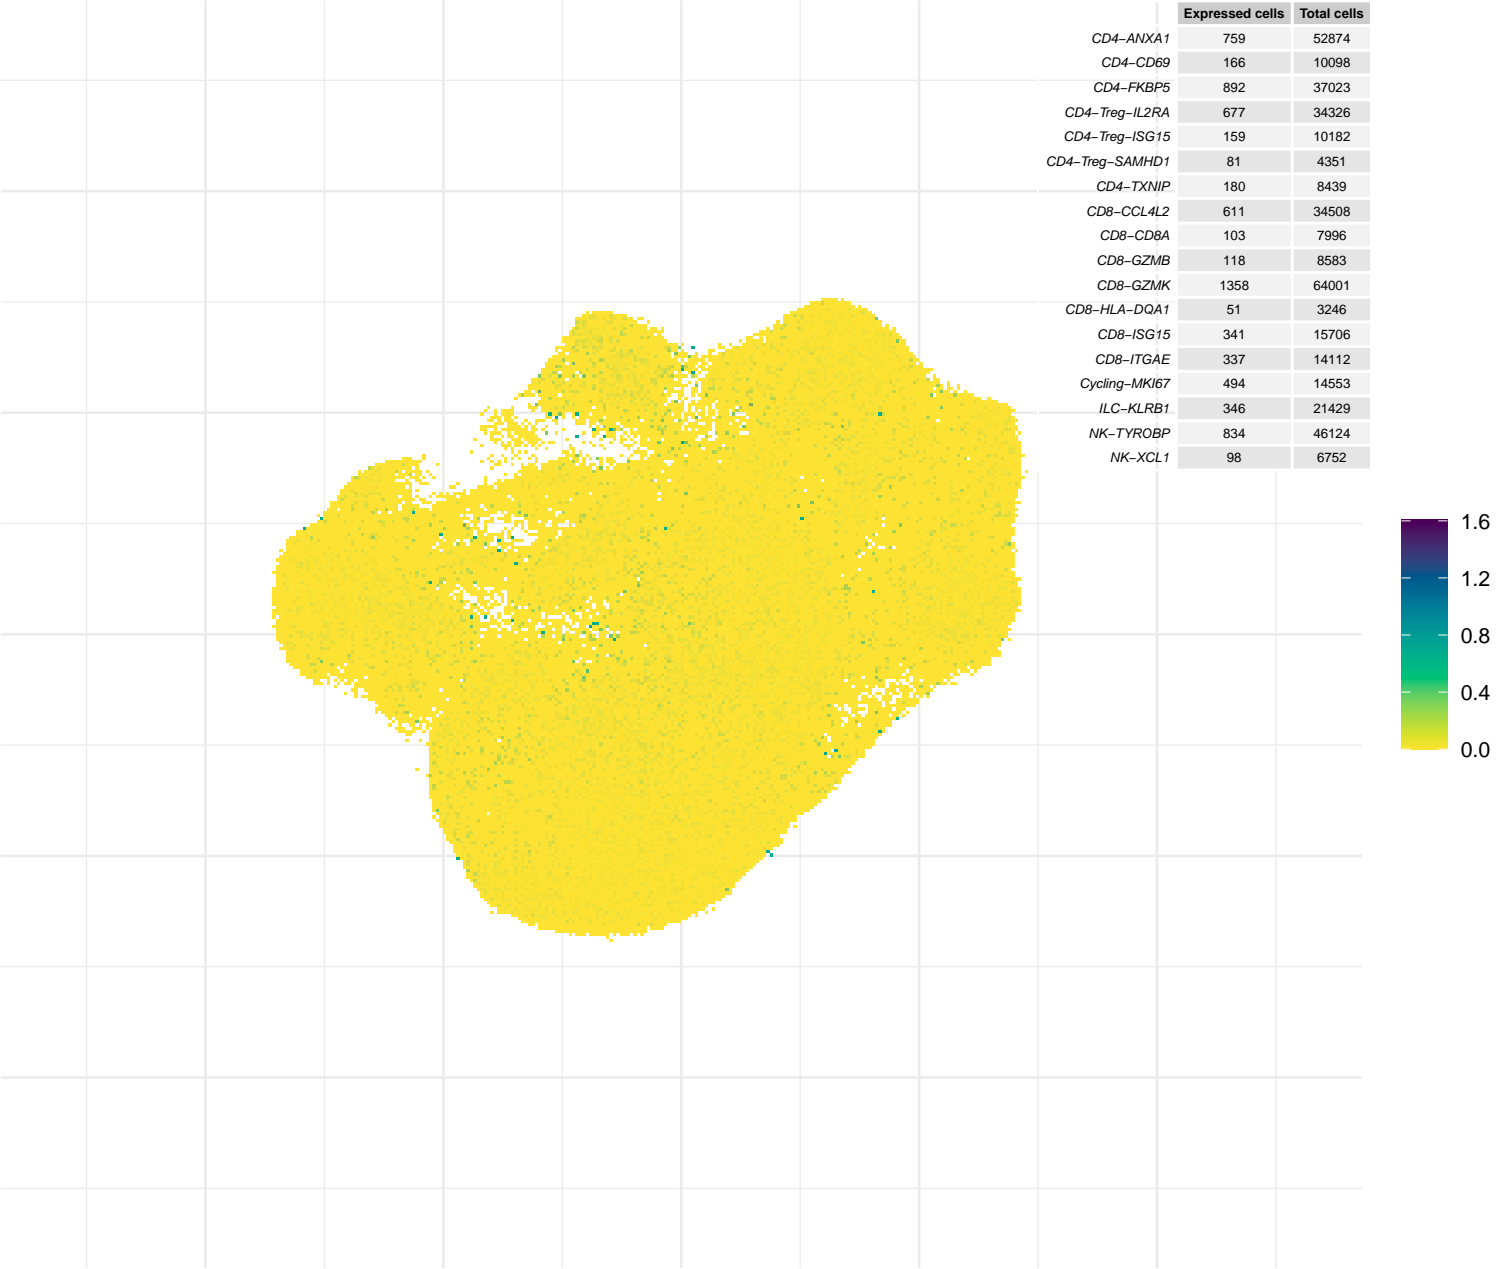 Expressed cells Total cells
CD4−ANXA1 759 52874
CD4−CD69 166 10098
CD4−FKBP5 892 37023
CD4−Treg−IL2RA 677 34326
CD4−Treg−ISG15 159 10182
CD4−Treg−SAMHD1 81 4351
CD4−TXNIP 180 8439
CD8−CCL4L2 611 34508
CD8−CD8A 103 7996
CD8−GZMB 118 8583
CD8−GZMK 1358 64001
CD8−HLA−DQA1 51 3246
CD8−ISG15 341 15706
CD8−ITGAE 337 14112
Cycling−MKI67 494 14553
ILC−KLRB1 346 21429
NK−TYROBP 834 46124
NK−XCL1 98 6752
1.6
1.2
0.8
0.4
0.0